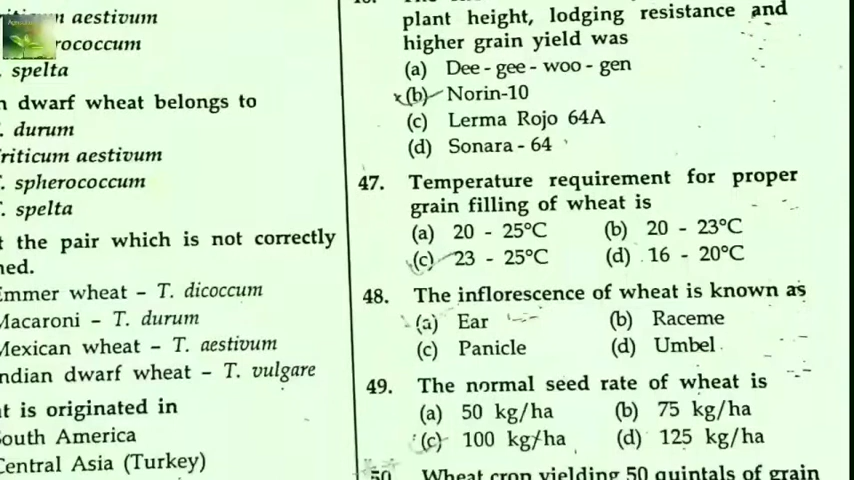 aestivum
rococcum
spelta
dwarf wheat belongs to
durum
riticum aestivum
. spherococcum
. spelta
the pair which is not correctly
ned.
Emmer wheat – T. dicoccum
Macaroni – T. durum
Mexican wheat – T. aestivum
ndian dwarf wheat – T. vulgare
t is originated in
South America
Central Asia (Turkey)
plant height, lodging resistance and
higher grain yield was
(a) Dee - gee - woo - gen
(b) Norin-10
(c) Lerma Rojo 64A
(d) Sonara - 64
47. Temperature requirement for proper
grain filling of wheat is
(a) 20 - 25°C (b) 20 - 23°C
(c) 23 - 25°C (d) 16 - 20°C
48. The inflorescence of wheat is known as
(a) Ear (b) Raceme
(c) Panicle (d) Umbel
49. The normal seed rate of wheat is
(a) 50 kg/ha (b) 75 kg/ha
(c) 100 kg/ha (d) 125 kg/ha
50. Wheat crop yielding 50 quintals of grain